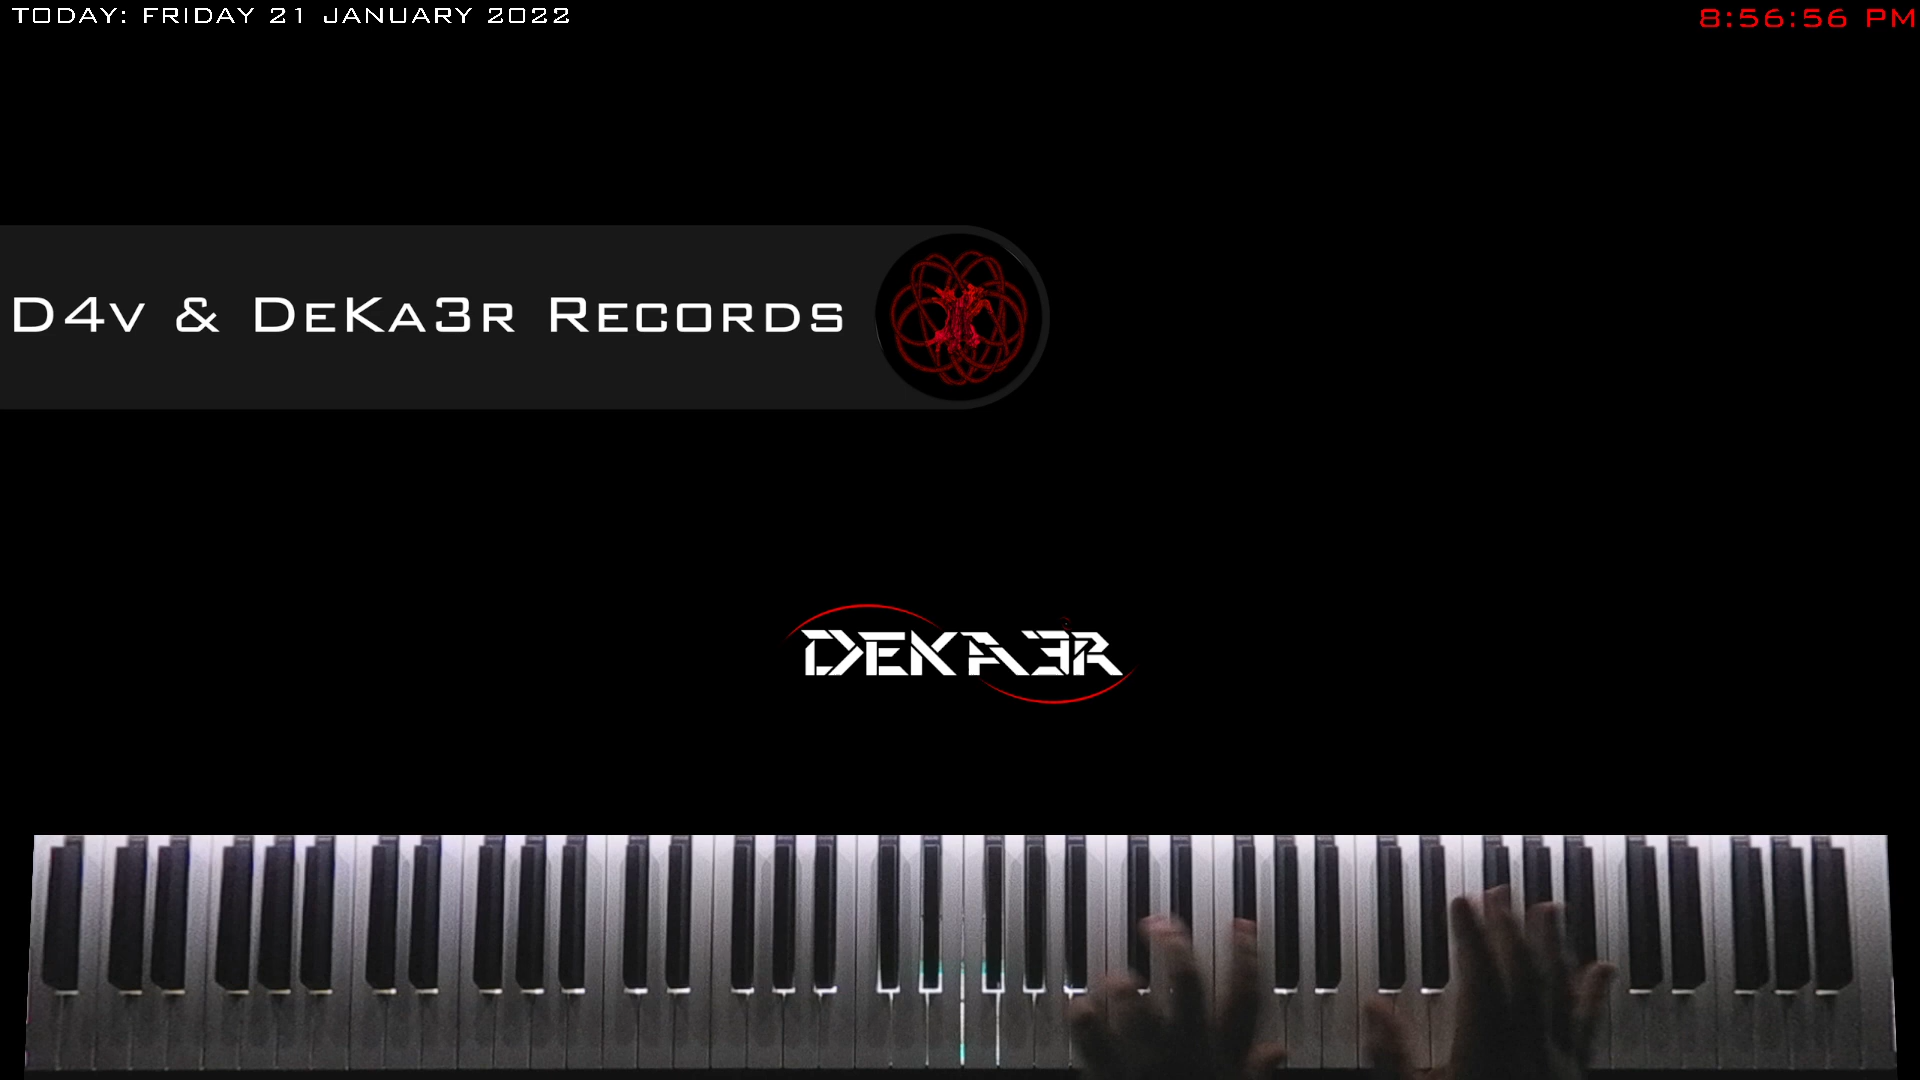 TODAY: FRIDAY 21 JANUARY 2022
8:56:56 PM
D4v & DeKa3r Records
DEKA3R